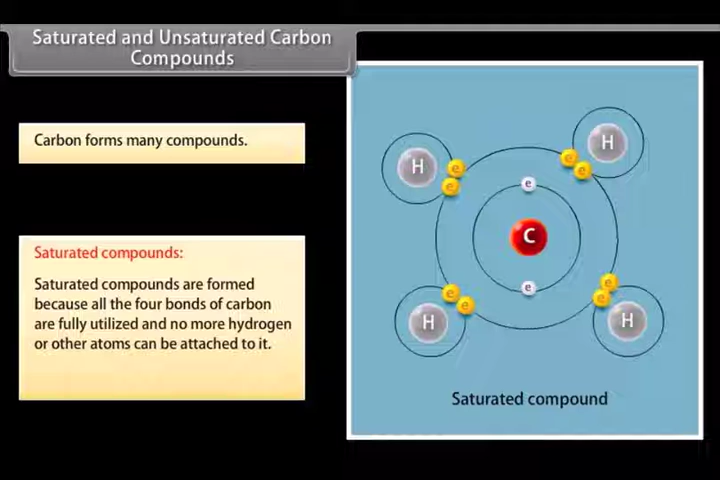 Saturated and Unsaturated Carbon
Compounds
Carbon forms many compounds.
Saturated compounds:
Saturated compounds are formed
because all the four bonds of carbon
are fully utilized and no more hydrogen
or other atoms can be attached to it.
H
H
e
e
e
e
e
C
e
e
e
e
e
H
H
Saturated compound